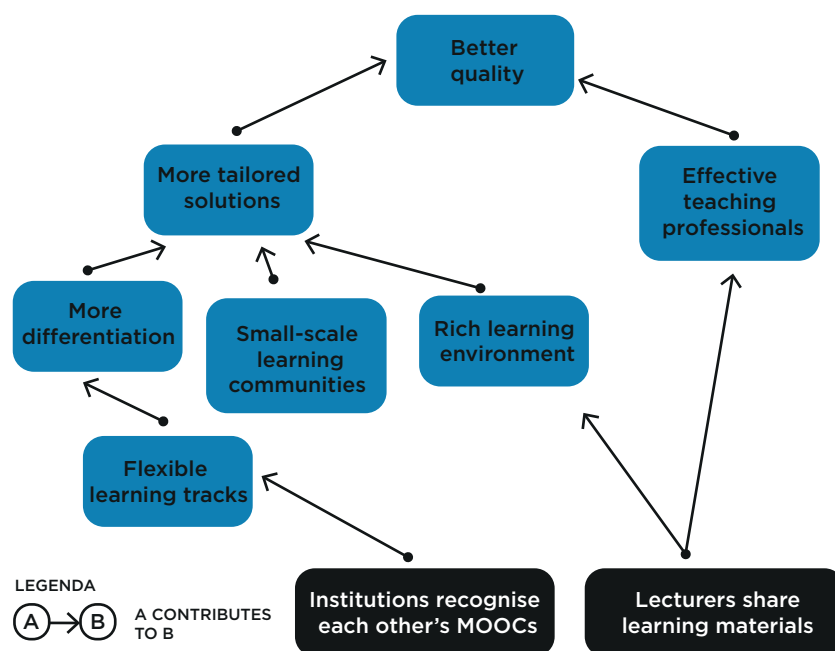 Better
quality
More tailored
solutions
Effective
teaching
professionals
More
differentiation
Small-scale
learning
communities
Rich learning
environment
Flexible
learning tracks
LEGENDA
A
B
A CONTRIBUTES
TO B
Institutions recognise
each other's MOOCs
Lecturers share
learning materials